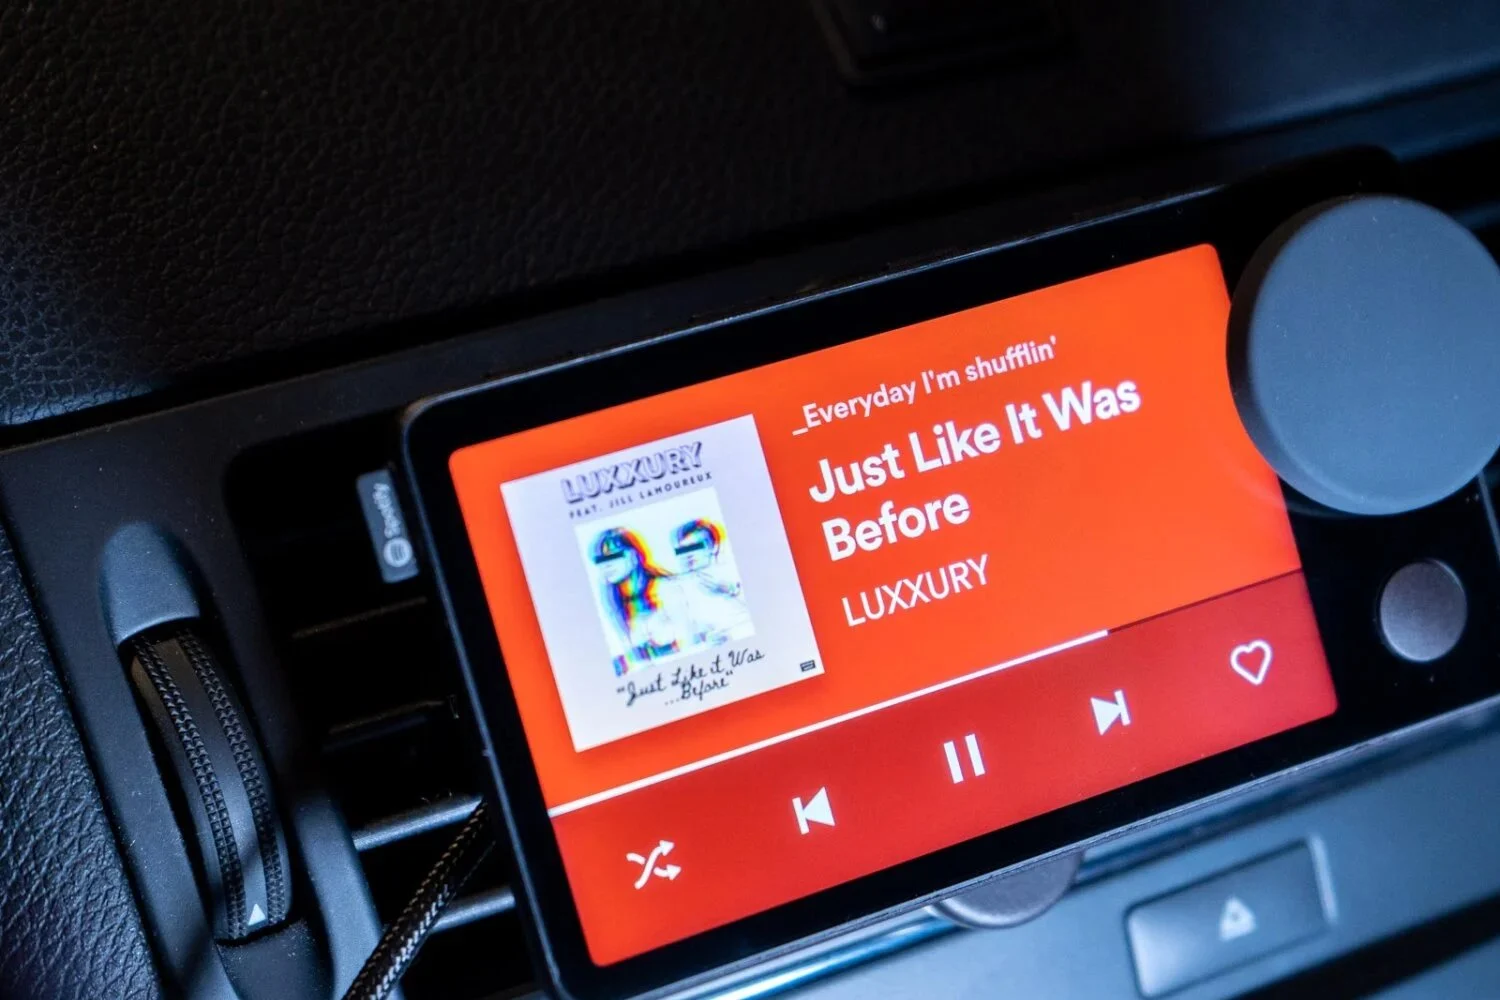 _Everyday I'm shufflin'
Just Like It Was
Before
LUXXURY
LUXXURY
FEAT. JILL LAMOUREUX
"Just Like it Was
...Before"
Spotify